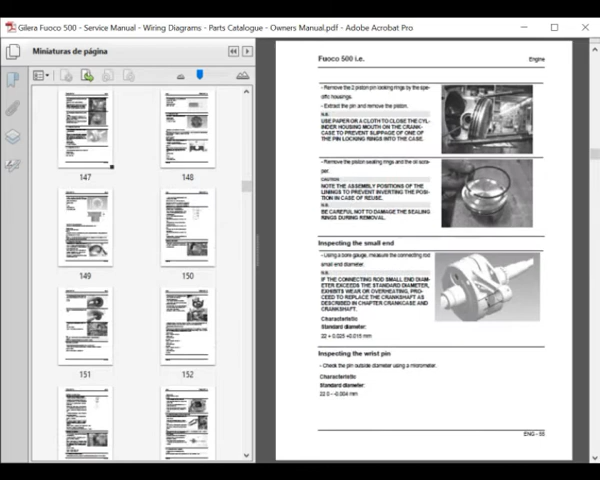 Gilera Fuoco 500 - Service Manual - Wiring Diagrams - Parts Catalogue - Owners Manual.pdf - Adobe Acrobat Pro
Miniaturas de página
147
148
149
150
151
152
Fuoco 500 i.e.
Engine
- Remove the 2 piston pin locking rings by the spe-
cific housings.
- Extract the pin and remove the piston.
N.B.
USE PAPER OR A CLOTH TO CLOSE THE CYL-
INDER HOUSING MOUTH ON THE CRANK-
CASE TO PREVENT SLIPPAGE OF ONE OF
THE PIN LOCKING RINGS INTO THE CASE.
- Remove the piston sealing rings and the oil scra-
per.
CAUTION
NOTE THE ASSEMBLY POSITIONS OF THE
LININGS TO PREVENT INVERTING THE POSI-
TION IN CASE OF REUSE.
N.B.
BE CAREFUL NOT TO DAMAGE THE SEALING
RINGS DURING REMOVAL.
Inspecting the small end
- Using a bore gauge, measure the connecting rod
small end diameter.
N.B.
IF THE CONNECTING ROD SMALL END DIAM-
ETER EXCEEDS THE STANDARD DIAMETER,
EXHIBITS WEAR OR OVERHEATING, PRO-
CEED TO REPLACE THE CRANKSHAFT AS
DESCRIBED IN CHAPTER CRANKCASE AND
CRANKSHAFT.
Characteristic
Standard diameter:
22 + 0.025 +0.015 mm
Inspecting the wrist pin
- Check the pin outside diameter using a micrometer.
Characteristic
Standard diameter:
22 0 - -0.004 mm
ENG - 55